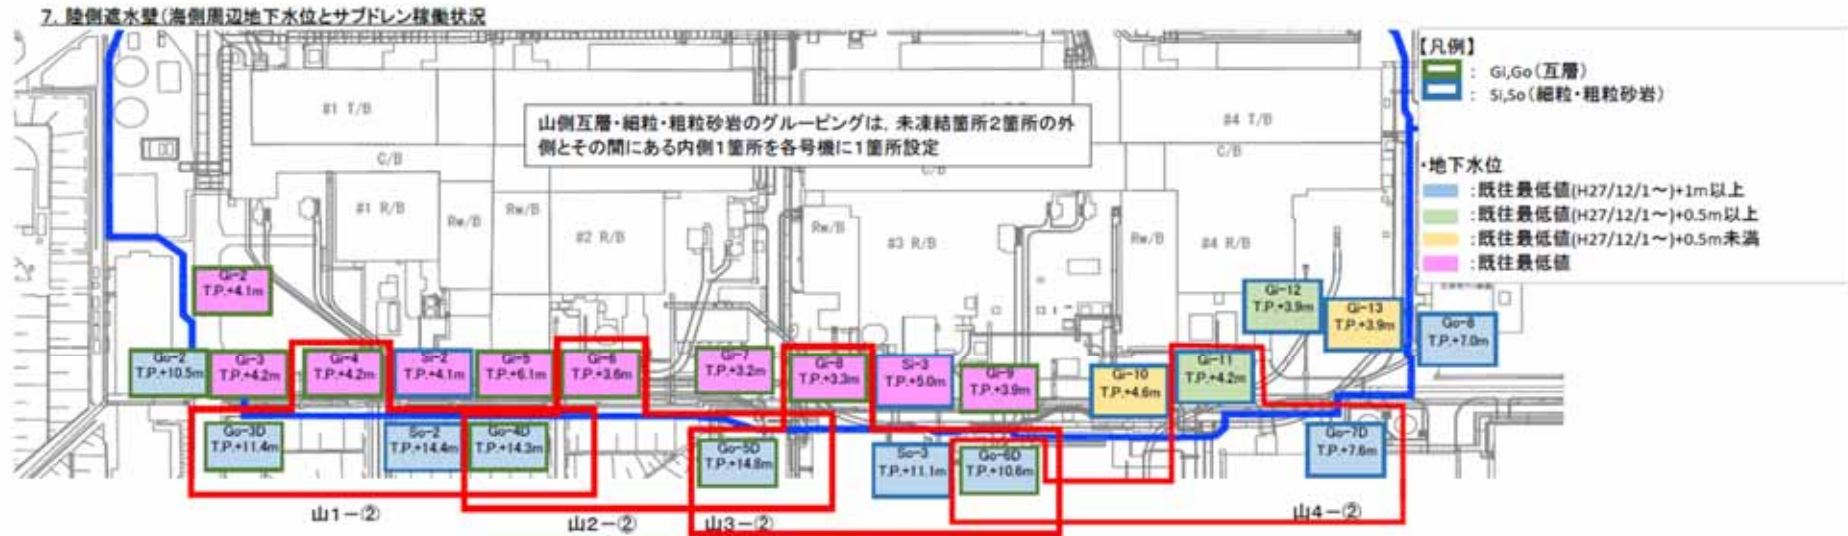 7. 陸側遮水壁(海側周辺地下水位とサブドレン稼働状況
【凡例】
: Gi,Go(互層)
: Si,So(細粒・粗粒砂岩)
・地下水位
:既往最低値(H27/12/1～)+1m以上
:既往最低値(H27/12/1～)+0.5m以上
:既往最低値(H27/12/1～)+0.5m未満
:既往最低値
#1 T/B
#4 T/B
山側互層・細粒・粗粒砂岩のグルーピングは, 未凍結箇所2箇所の外
側とその間にある内側1箇所を各号機に1箇所設定
C/B
C/B
C/B
#1 R/B
Rw/B
Rw/B
#2 R/B
Rw/B
#3 R/B
Rw/B
#4 R/B
Gi-2
T.P.+4.1m
Gi-12
T.P.+3.9m
Gi-13
T.P.+3.9m
Go-8
T.P.+7.0m
Go-2
T.P.+10.5m
Gi-3
T.P.+4.2m
Gi-4
T.P.+4.2m
Si-2
T.P.+4.1m
Gi-5
T.P.+6.1m
Gi-6
T.P.+3.6m
Gi-7
T.P.+3.2m
Gi-8
T.P.+3.3m
Si-3
T.P.+5.0m
Gi-9
T.P.+3.9m
Gi-10
T.P.+4.6m
Gi-11
T.P.+4.2m
Go-3D
T.P.+11.4m
So-2
T.P.+14.4m
Go-4D
T.P.+14.3m
Go-5D
T.P.+14.8m
So-3
T.P.+11.1m
Go-6D
T.P.+10.6m
Go-7D
T.P.+7.6m
山1-②
山2-②
山3-②
山4-②